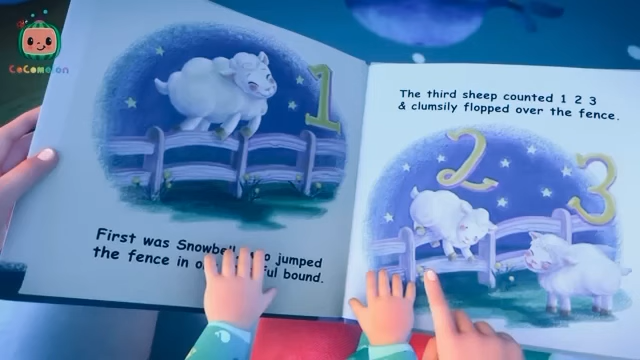 CoComelon
1
First was jumped
the fence in bound.
The third sheep counted 1 2 3
& clumsily flopped over the fence.
2
3